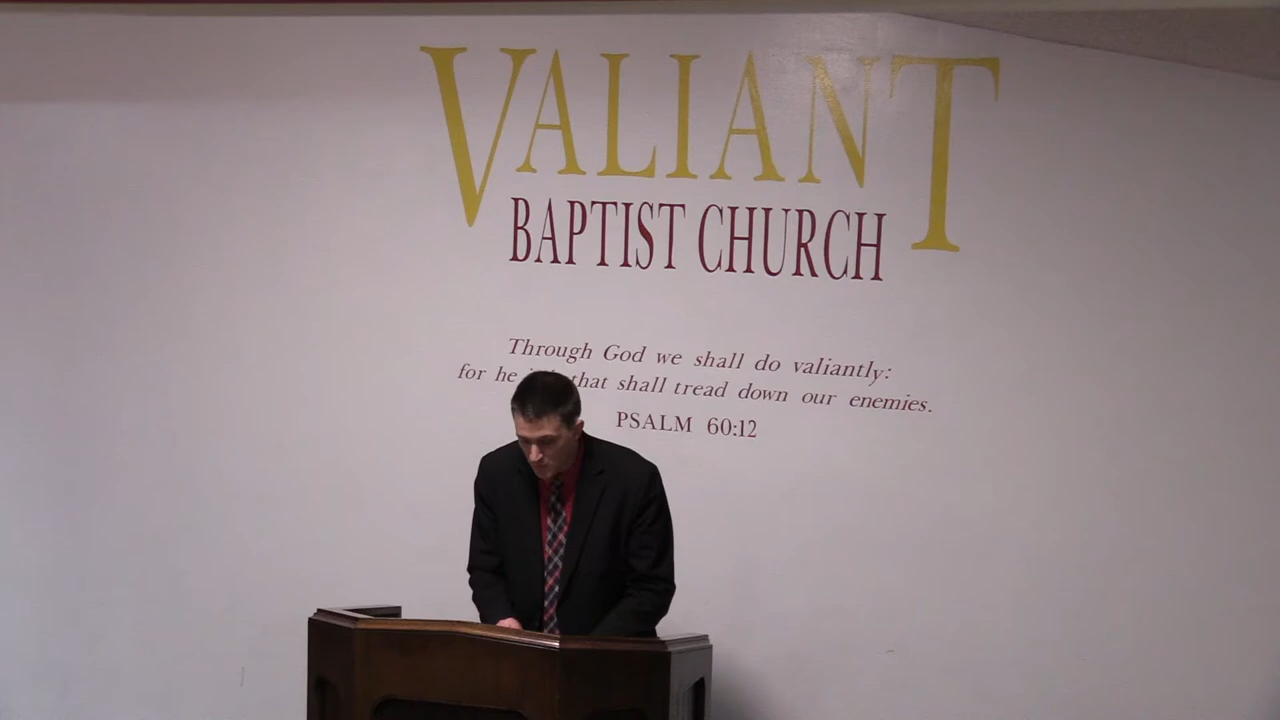 VALIANT
BAPTIST CHURCH
Through God we shall do valiantly:
for he that shall tread down our enemies.
PSALM 60:12